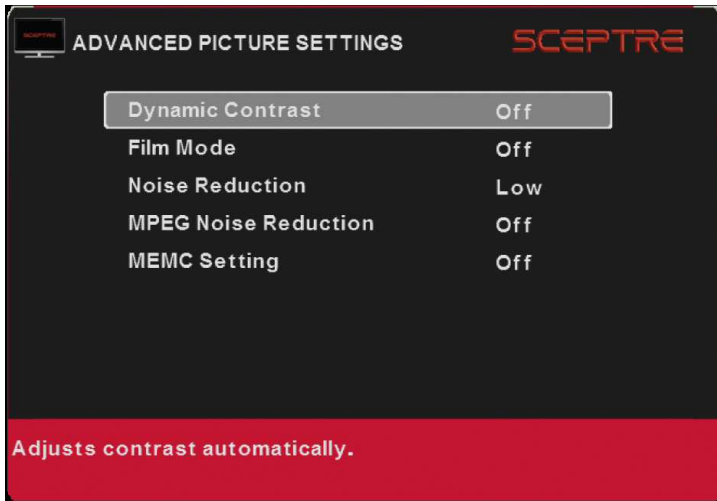 SCEPTRE
ADVANCED PICTURE SETTINGS
SCEPTRE
Dynamic Contrast Off
Film Mode Off
Noise Reduction Low
MPEG Noise Reduction Off
MEMC Setting Off
Adjusts contrast automatically.